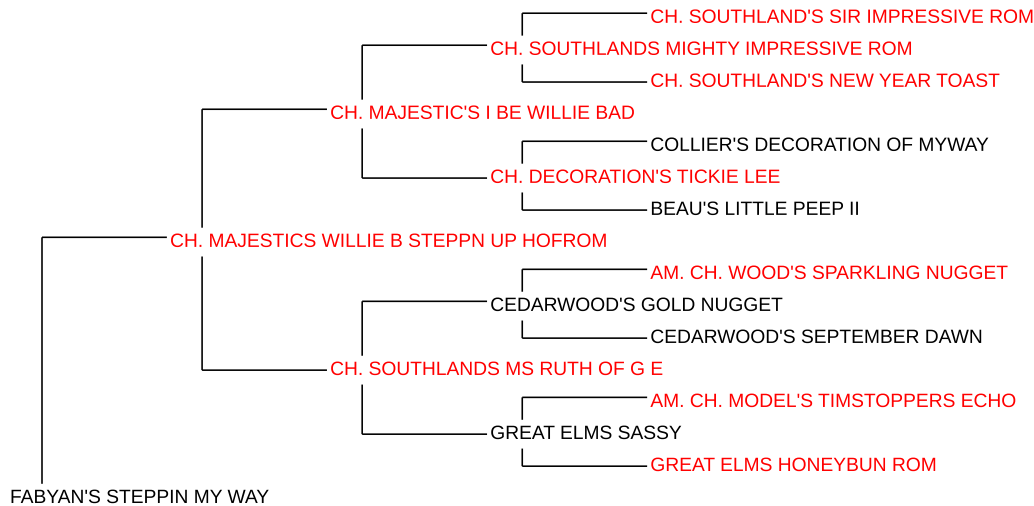 CH. SOUTHLAND'S SIR IMPRESSIVE ROM
CH. SOUTHLANDS MIGHTY IMPRESSIVE ROM
CH. SOUTHLAND'S NEW YEAR TOAST
CH. MAJESTIC'S I BE WILLIE BAD
COLLIER'S DECORATION OF MYWAY
CH. DECORATION'S TICKIE LEE
BEAU'S LITTLE PEEP II
CH. MAJESTICS WILLIE B STEPPN UP HOFROM
AM. CH. WOOD'S SPARKLING NUGGET
CEDARWOOD'S GOLD NUGGET
CEDARWOOD'S SEPTEMBER DAWN
CH. SOUTHLANDS MS RUTH OF G E
AM. CH. MODEL'S TIMSTOPPERS ECHO
GREAT ELMS SASSY
GREAT ELMS HONEYBUN ROM
FABYAN'S STEPPIN MY WAY